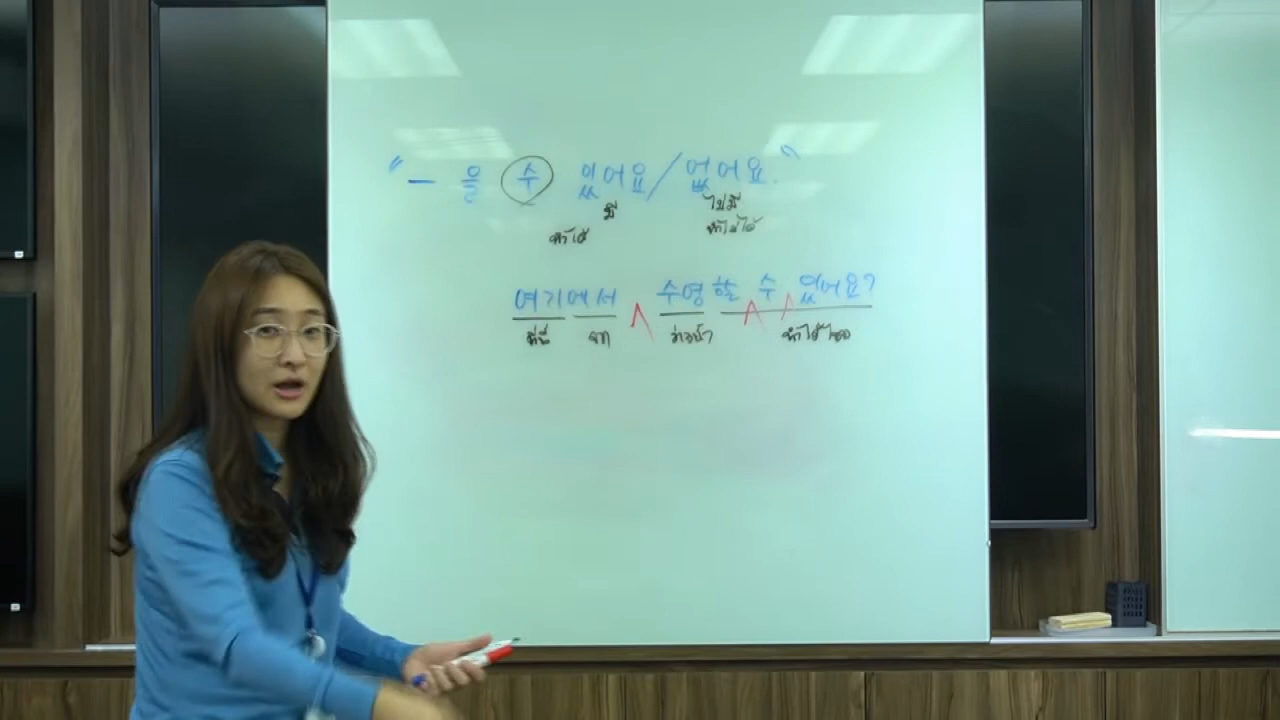 “ - 을 수 있어요/없어요. ”
มี ไม่มี
ทำได้ ทำไม่ได้
여기에서 ∧ 수영할 수 있어요?
ที่นี่ จาก ว่ายน้ำ ทำได้ไหม